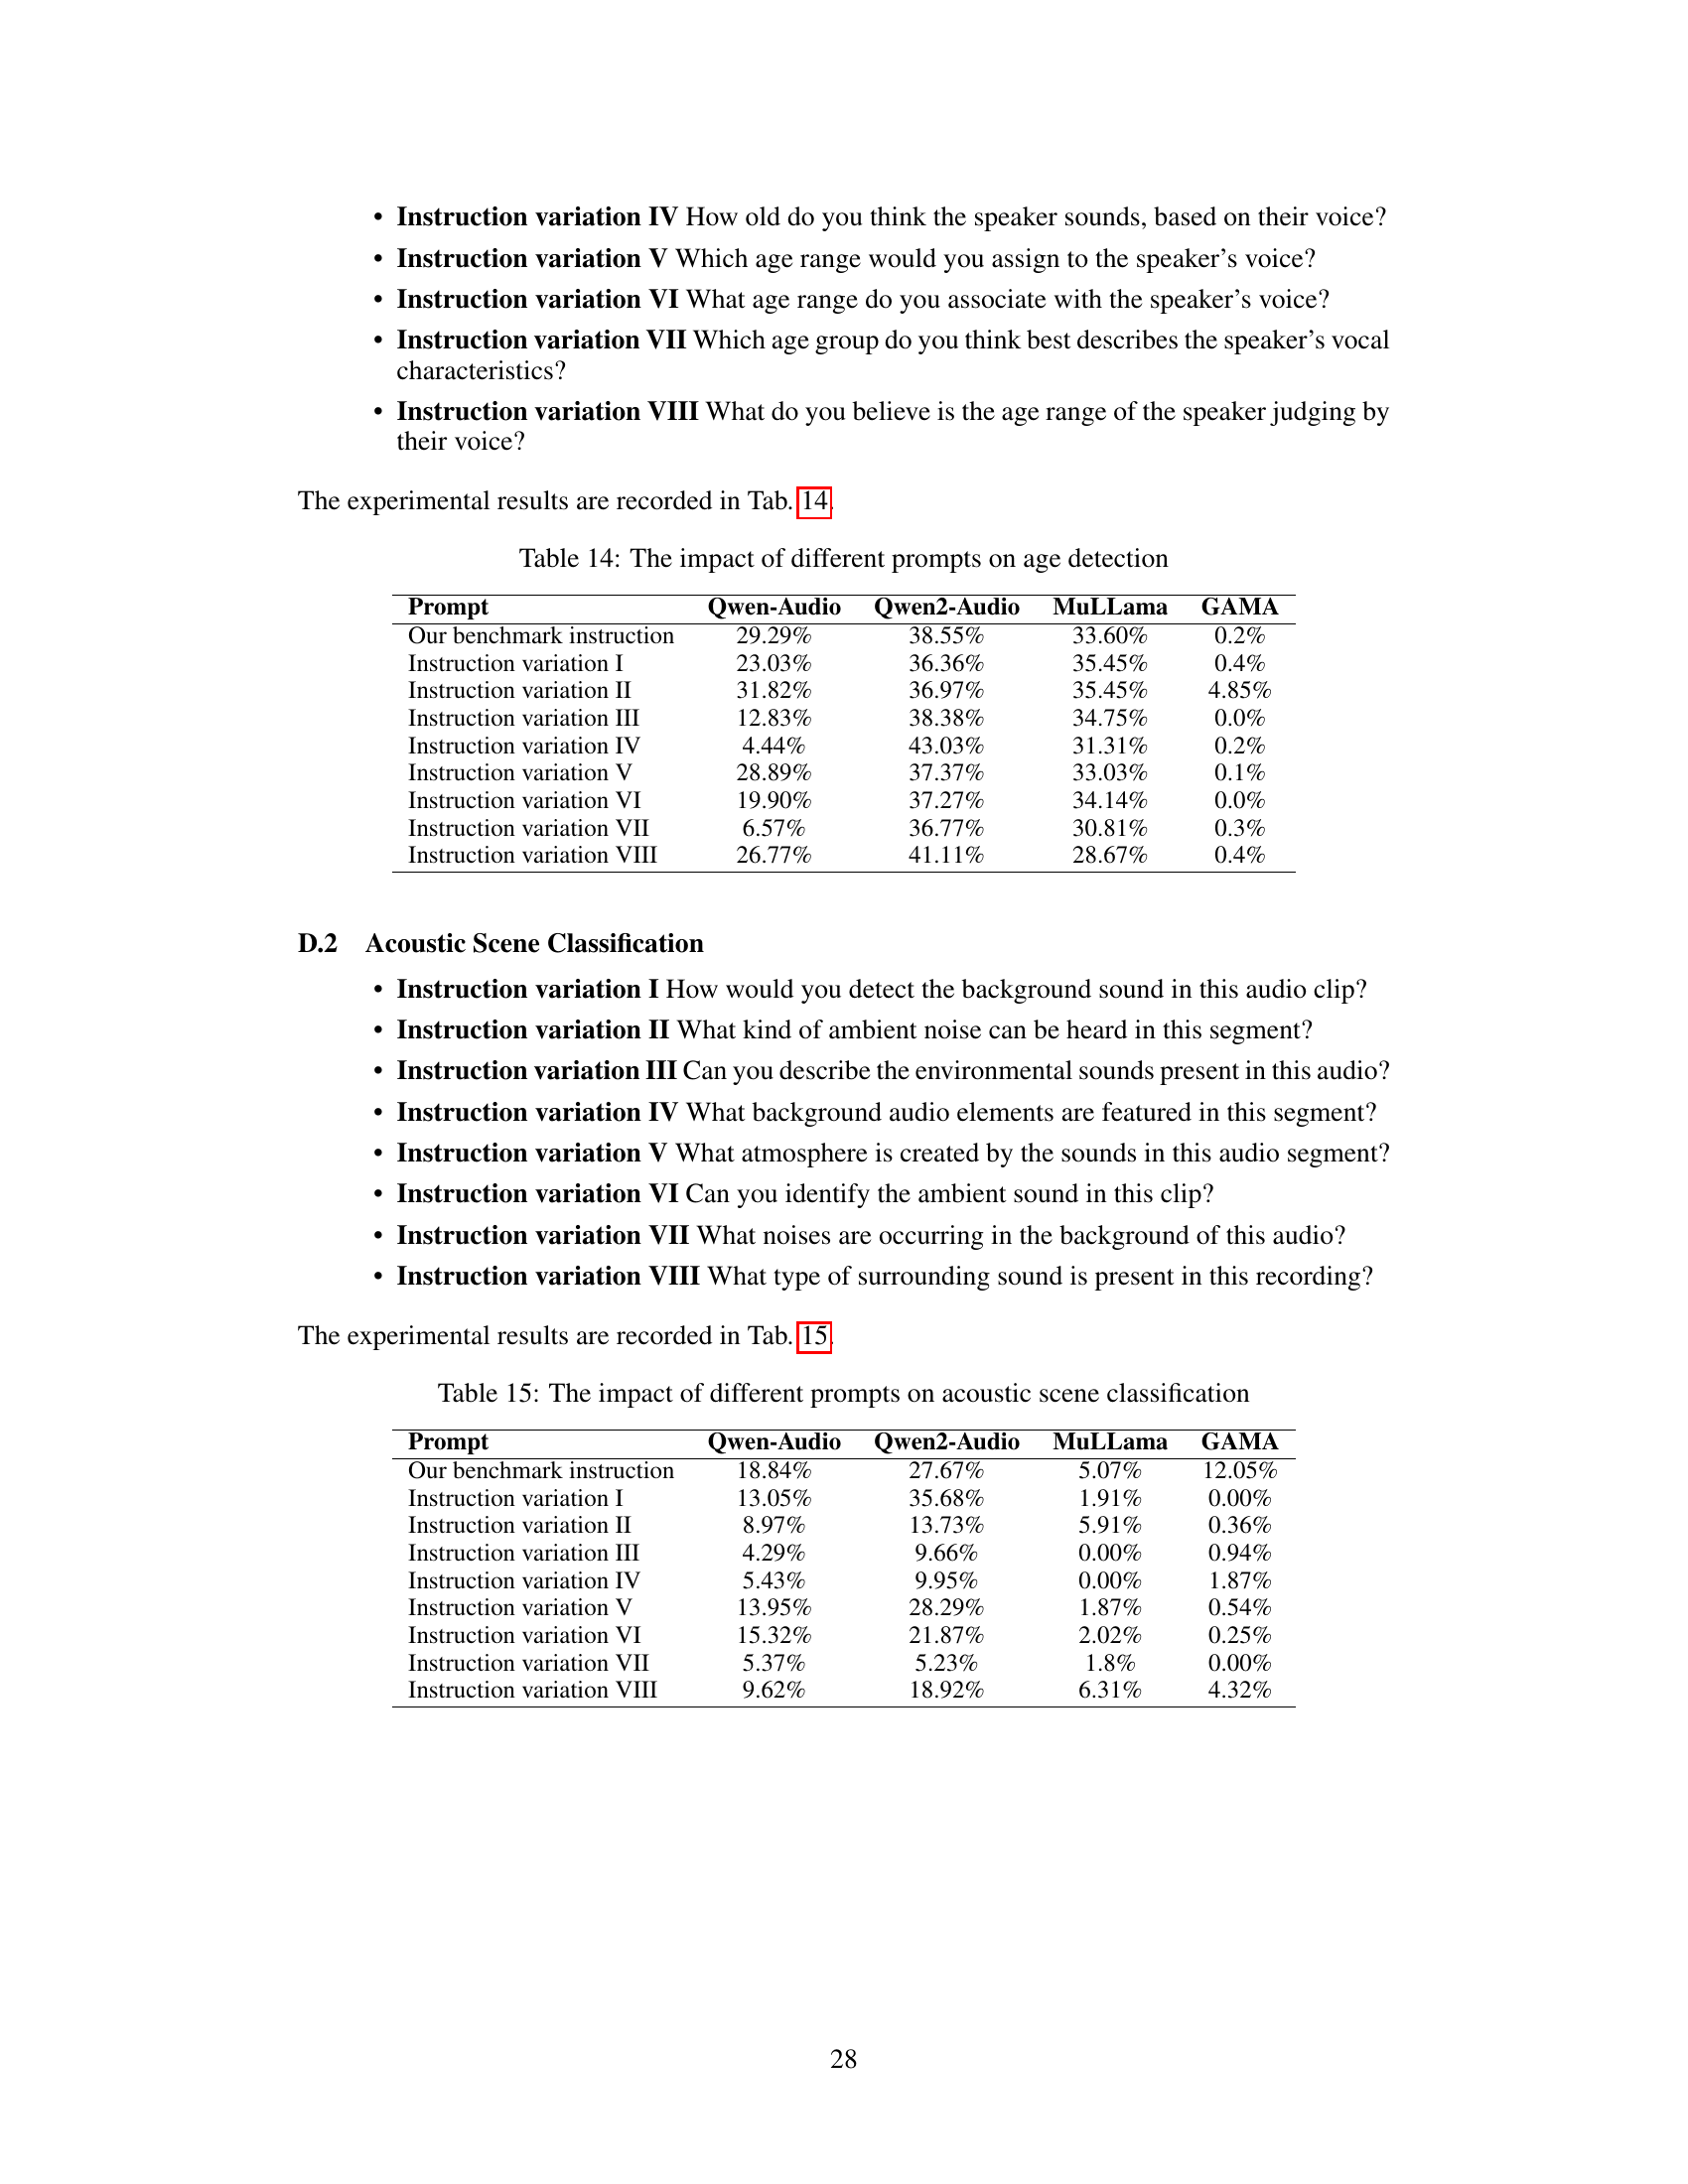 • Instruction variation IV How old do you think the speaker sounds, based on their voice?
• Instruction variation V Which age range would you assign to the speaker’s voice?
• Instruction variation VI What age range do you associate with the speaker’s voice?
• Instruction variation VII Which age group do you think best describes the speaker’s vocal
characteristics?
• Instruction variation VIII What do you believe is the age range of the speaker judging by
their voice?
The experimental results are recorded in Tab. 14.
Table 14: The impact of different prompts on age detection
Prompt Qwen-Audio Qwen2-Audio MuLLama GAMA
Our benchmark instruction 29.29% 38.55% 33.60% 0.2%
Instruction variation I 23.03% 36.36% 35.45% 0.4%
Instruction variation II 31.82% 36.97% 35.45% 4.85%
Instruction variation III 12.83% 38.38% 34.75% 0.0%
Instruction variation IV 4.44% 43.03% 31.31% 0.2%
Instruction variation V 28.89% 37.37% 33.03% 0.1%
Instruction variation VI 19.90% 37.27% 34.14% 0.0%
Instruction variation VII 6.57% 36.77% 30.81% 0.3%
Instruction variation VIII 26.77% 41.11% 28.67% 0.4%
D.2 Acoustic Scene Classification
• Instruction variation I How would you detect the background sound in this audio clip?
• Instruction variation II What kind of ambient noise can be heard in this segment?
• Instruction variation III Can you describe the environmental sounds present in this audio?
• Instruction variation IV What background audio elements are featured in this segment?
• Instruction variation V What atmosphere is created by the sounds in this audio segment?
• Instruction variation VI Can you identify the ambient sound in this clip?
• Instruction variation VII What noises are occurring in the background of this audio?
• Instruction variation VIII What type of surrounding sound is present in this recording?
The experimental results are recorded in Tab. 15.
Table 15: The impact of different prompts on acoustic scene classification
Prompt Qwen-Audio Qwen2-Audio MuLLama GAMA
Our benchmark instruction 18.84% 27.67% 5.07% 12.05%
Instruction variation I 13.05% 35.68% 1.91% 0.00%
Instruction variation II 8.97% 13.73% 5.91% 0.36%
Instruction variation III 4.29% 9.66% 0.00% 0.94%
Instruction variation IV 5.43% 9.95% 0.00% 1.87%
Instruction variation V 13.95% 28.29% 1.87% 0.54%
Instruction variation VI 15.32% 21.87% 2.02% 0.25%
Instruction variation VII 5.37% 5.23% 1.8% 0.00%
Instruction variation VIII 9.62% 18.92% 6.31% 4.32%
28